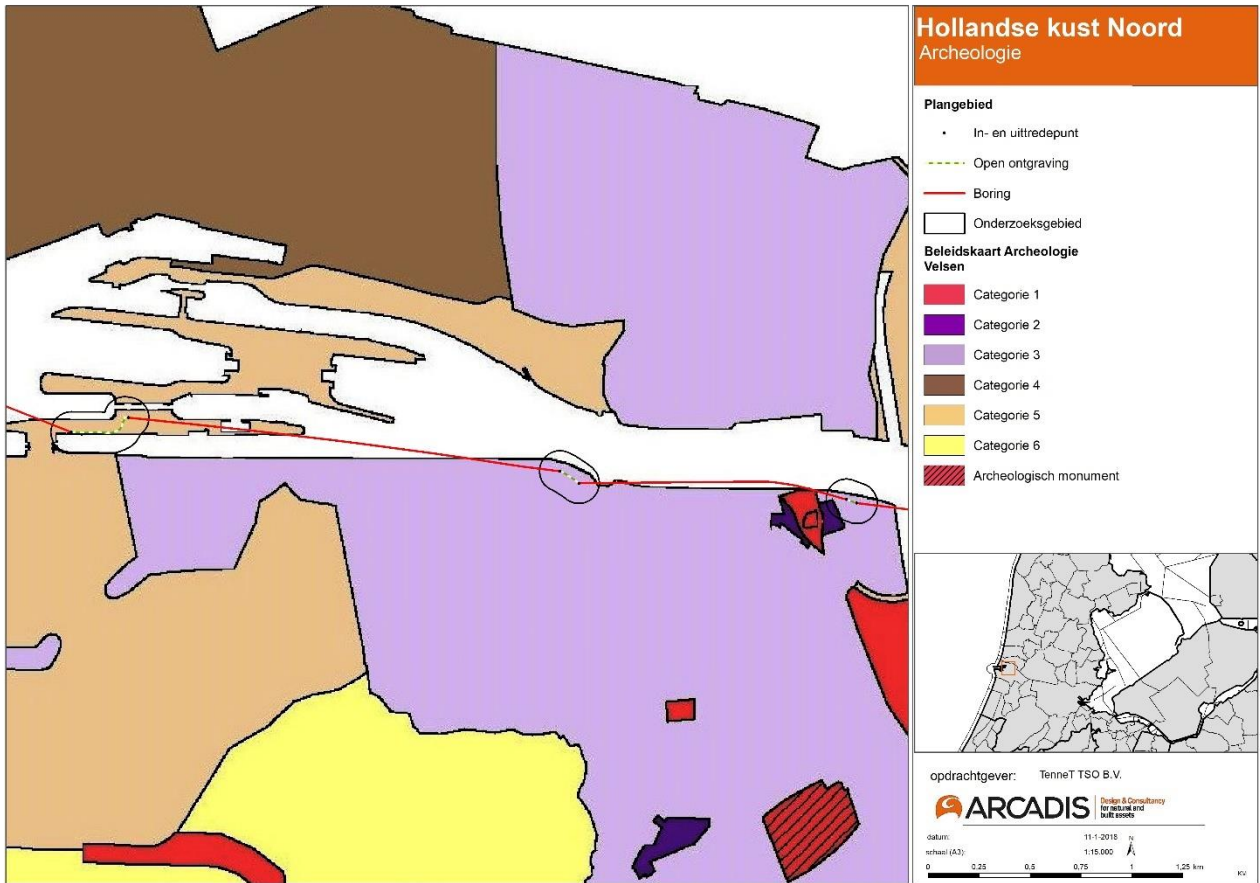 Hollandse kust Noord
Archeologie
Plangebied
In- en uittredepunt
Open ontgraving
Boring
Onderzoeksgebied
Beleidskaart Archeologie
Velsen
Categorie 1
Categorie 2
Categorie 3
Categorie 4
Categorie 5
Categorie 6
Archeologisch monument
opdrachtgever: TenneT TSO B.V.
ARCADIS
Design & Consultancy
for natural and
built assets
datum: 11-1-2018 N
schaal (A3): 1:15.000
0 0,25 0,5 0,75 1 1,25 km
KV